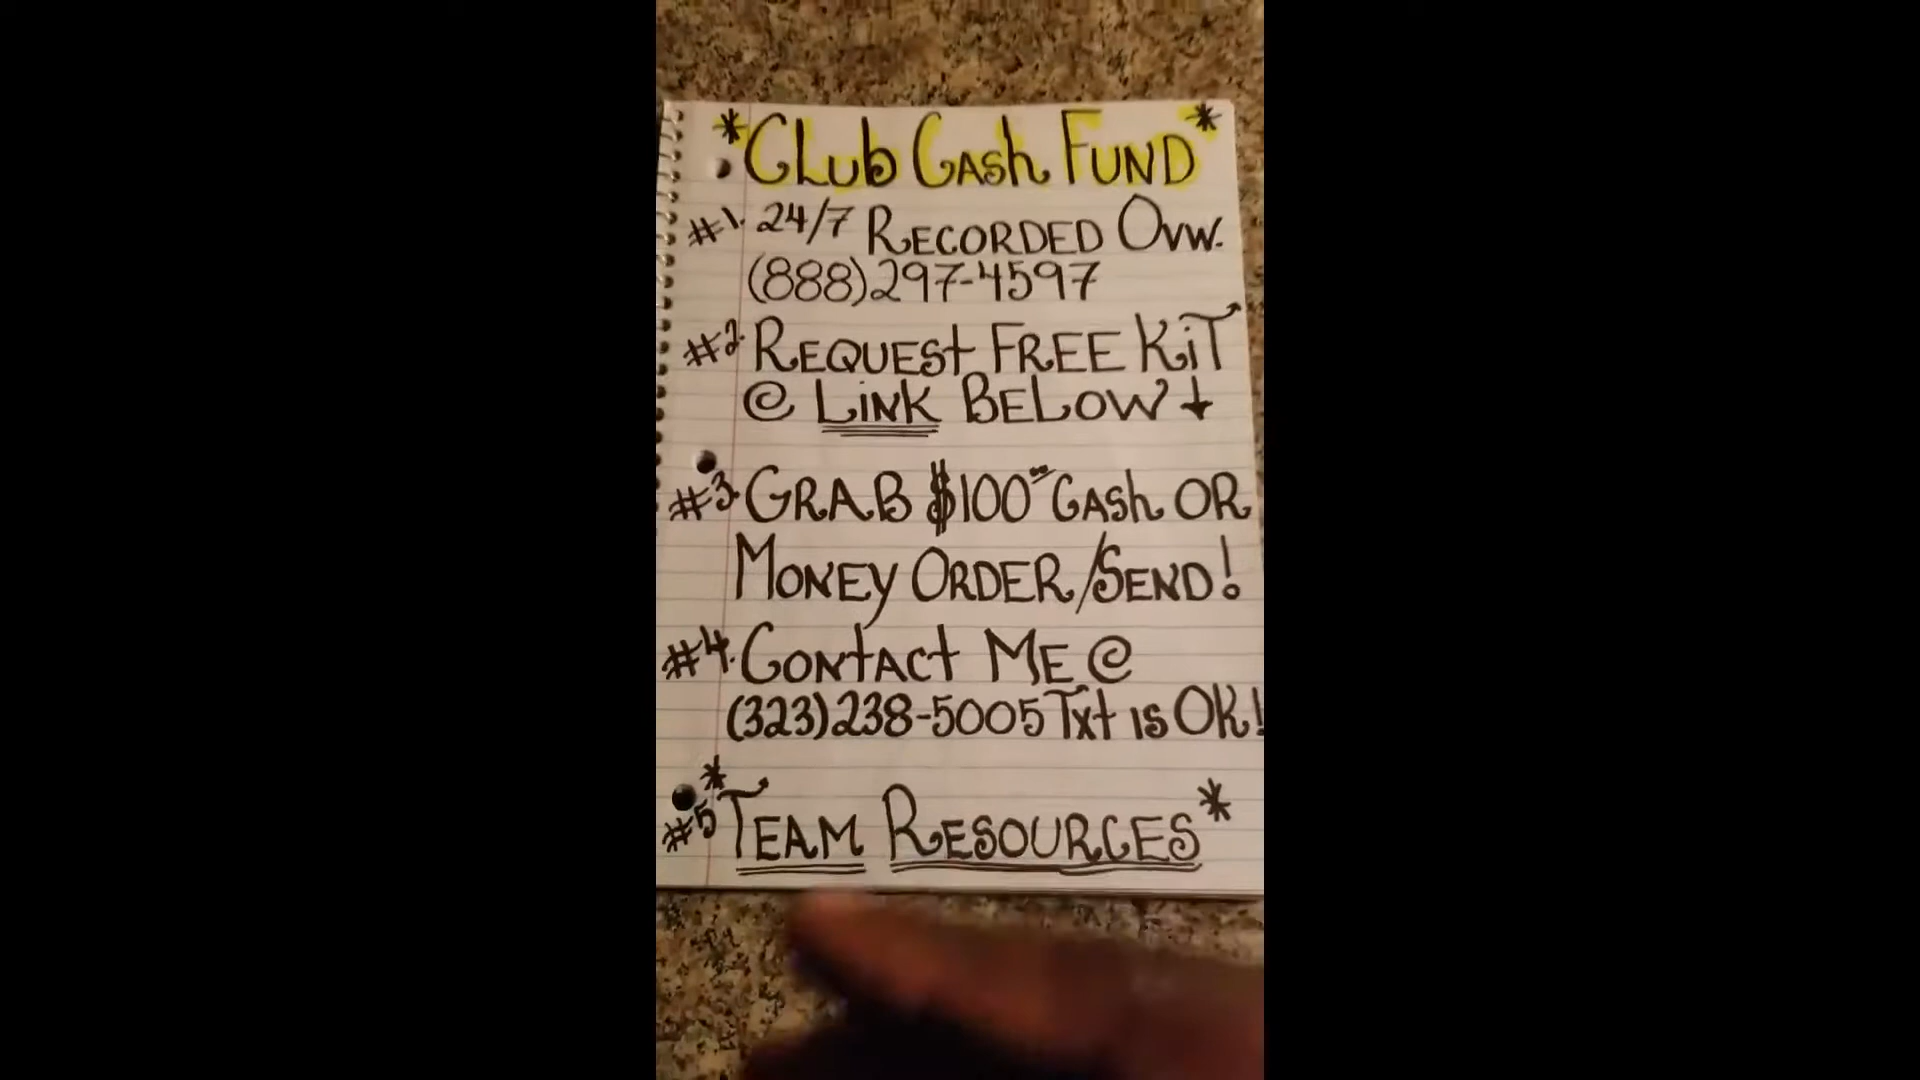 *Club Cash Fund*
#1. 24/7 Recorded Ovw.
(888)297-4597
#2. Request FREE Kit
@ Link Below ↓
#3. Grab $100.00 Cash or
Money Order/Send!
#4. Contact Me @
(323)238-5005 Txt is OK!
*
#5 Team Resources*